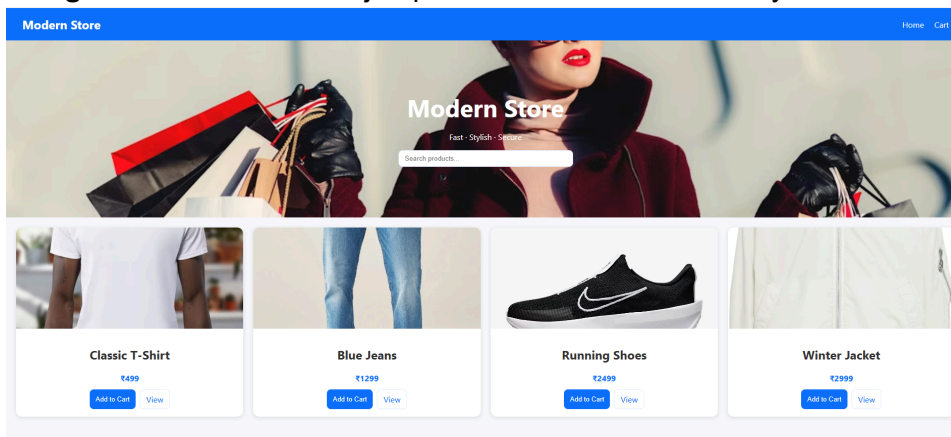 Modern Store
Home Cart
Modern Store
Fast · Stylish · Secure
Search products...
Classic T-Shirt
₹499
Add to Cart View
Blue Jeans
₹1299
Add to Cart View
Running Shoes
₹2499
Add to Cart View
Winter Jacket
₹2999
Add to Cart View